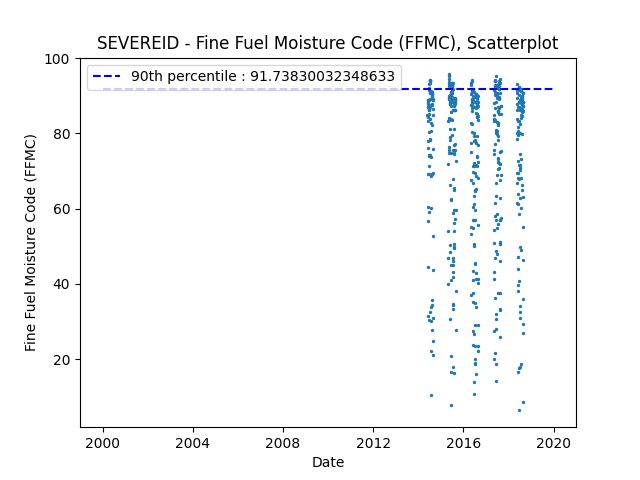 SEVEREID - Fine Fuel Moisture Code (FFMC), Scatterplot
90th percentile : 91.73830032348633
100
80
60
40
20
Fine Fuel Moisture Code (FFMC)
2000 2004 2008 2012 2016 2020
Date